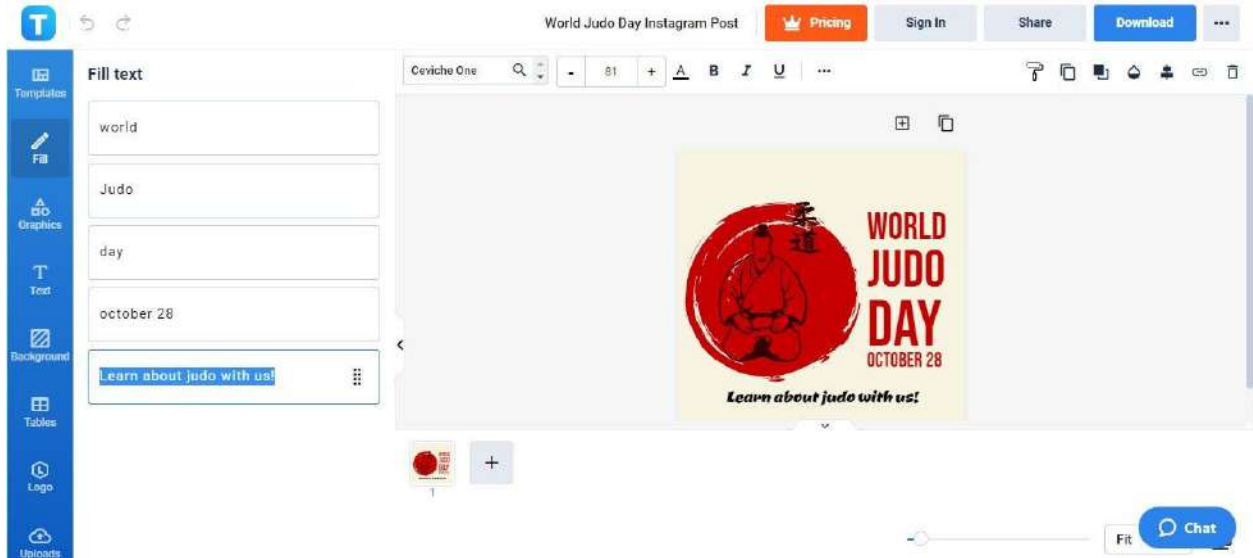 T
World Judo Day Instagram Post
Pricing
Sign In
Share
Download
Templates
Fill
Graphics
Text
Background
Tables
Logo
Uploads
Fill text
world
Judo
day
october 28
Learn about judo with us!
Ceviche One
- 81 + A B I U
柔道
WORLD
JUDO
DAY
OCTOBER 28
Learn about judo with us!
1
Fit
Chat